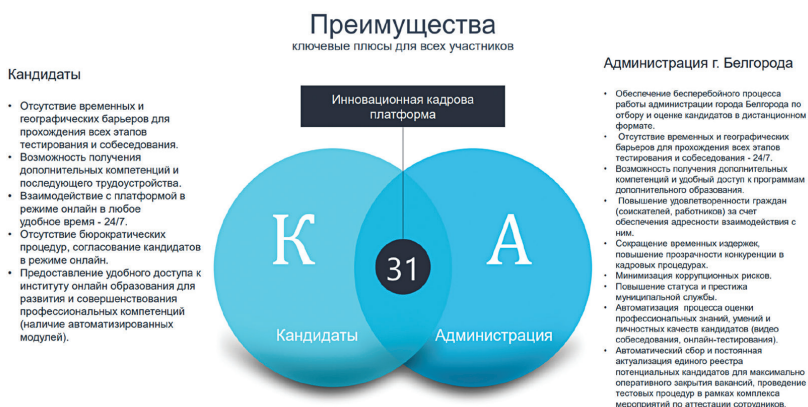 Преимущества
ключевые плюсы для всех участников
Кандидаты
• Отсутствие временных и
географических барьеров для
прохождения всех этапов
тестирования и собеседования.
• Возможность получения
дополнительных компетенций и
последующего трудоустройства.
• Взаимодействие с платформой в
режиме онлайн в любое
удобное время - 24/7.
• Отсутствие бюрократических
процедур, согласование кандидатов
в режиме онлайн.
• Предоставление удобного доступа к
институту онлайн образования для
развития и совершенствования
профессиональных компетенций
(наличие автоматизированных
модулей).
Инновационная кадрова
платформа
К
31
А
Кандидаты
Администрация
Администрация г. Белгорода
• Обеспечение бесперебойного процесса
работы администрации города Белгорода по
отбору и оценке кандидатов в дистанционном
формате.
• Отсутствие временных и географических
барьеров для прохождения всех этапов
тестирования и собеседования - 24/7.
• Возможность получения дополнительных
компетенций и удобный доступ к программам
дополнительного образования.
• Повышение удовлетворенности граждан
(соискателей, работников) за счет
обеспечения адресности взаимодействия с
ним.
• Сокращение временных издержек,
повышение прозрачности конкуренции в
кадровых процедурах.
• Минимизация коррупционных рисков.
• Повышение статуса и престижа
муниципальной службы.
• Автоматизация процесса оценки
профессиональных знаний, умений и
личностных качеств кандидатов (видео
собеседования, онлайн-тестирования).
• Автоматический сбор и постоянная
актуализация единого реестра
потенциальных кандидатов для максимально
оперативного закрытия вакансий, проведение
тестовых процедур в рамках комплекса
мероприятий по аттестации сотрудников.